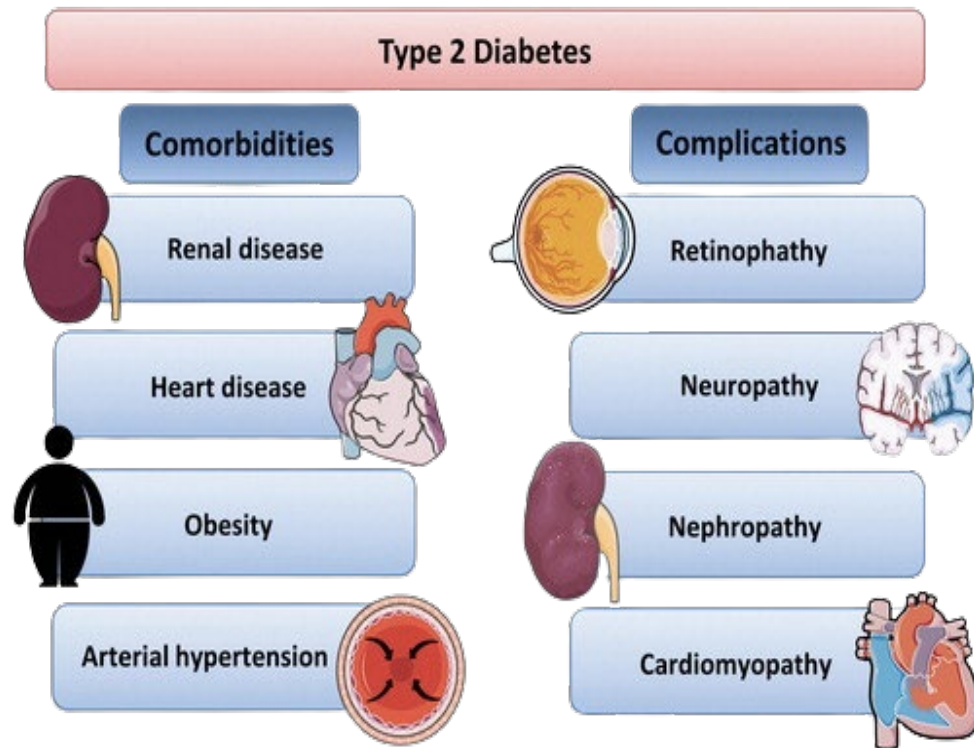 Type 2 Diabetes
Comorbidities
Renal disease
Heart disease
Obesity
Arterial hypertension
Complications
Retinophathy
Neuropathy
Nephropathy
Cardiomyopathy